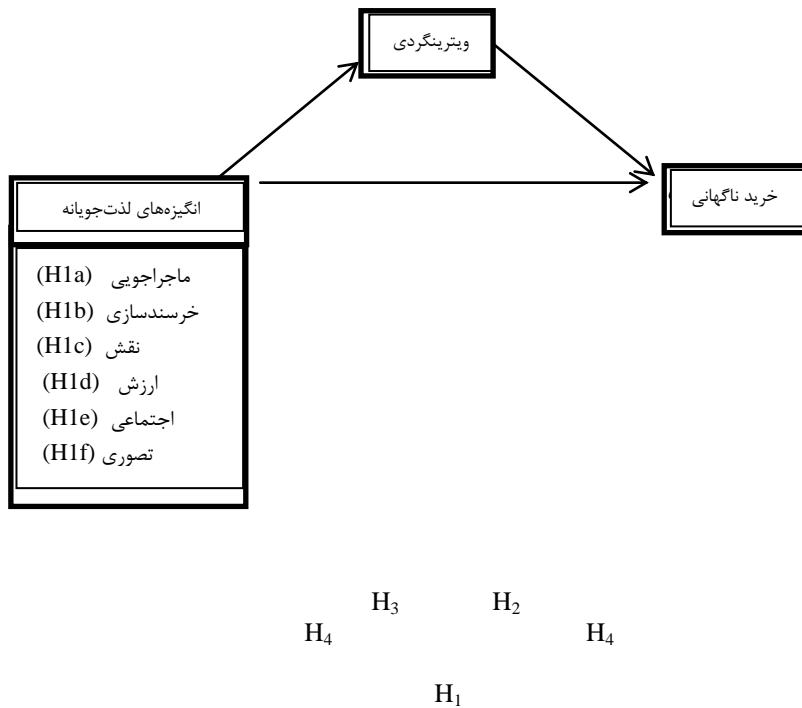 ویترینگردی
خرید ناگهانی
انگیزه‌های لذت‌جویانه
ماجراجویی (H1a)
خرسندسازی (H1b)
نقش (H1c)
ارزش (H1d)
اجتماعی (H1e)
تصوری (H1f)
H₃ H₂
H₄ H₄
H₁